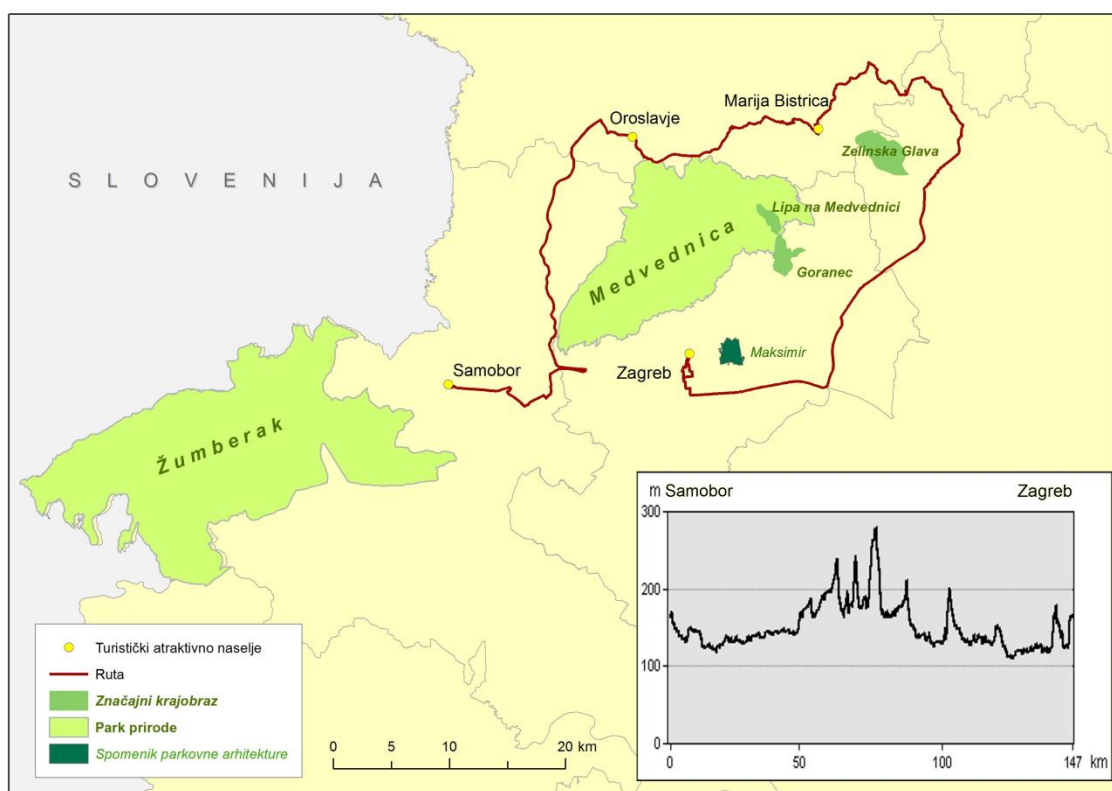 SLOVENIJA
Marija Bistrica
Oroslavje
Zelinska Glava
Lipa na Medvednici
Medvednica
Goranec
Maksimir
Samobor
Zagreb
Žumberak
m Samobor Zagreb
300
200
100
0
0 50 100 147 km
Turistički atraktivno naselje
Ruta
Značajni krajobraz
Park prirode
Spomenik parkovne arhitekture
0 5 10 20 km